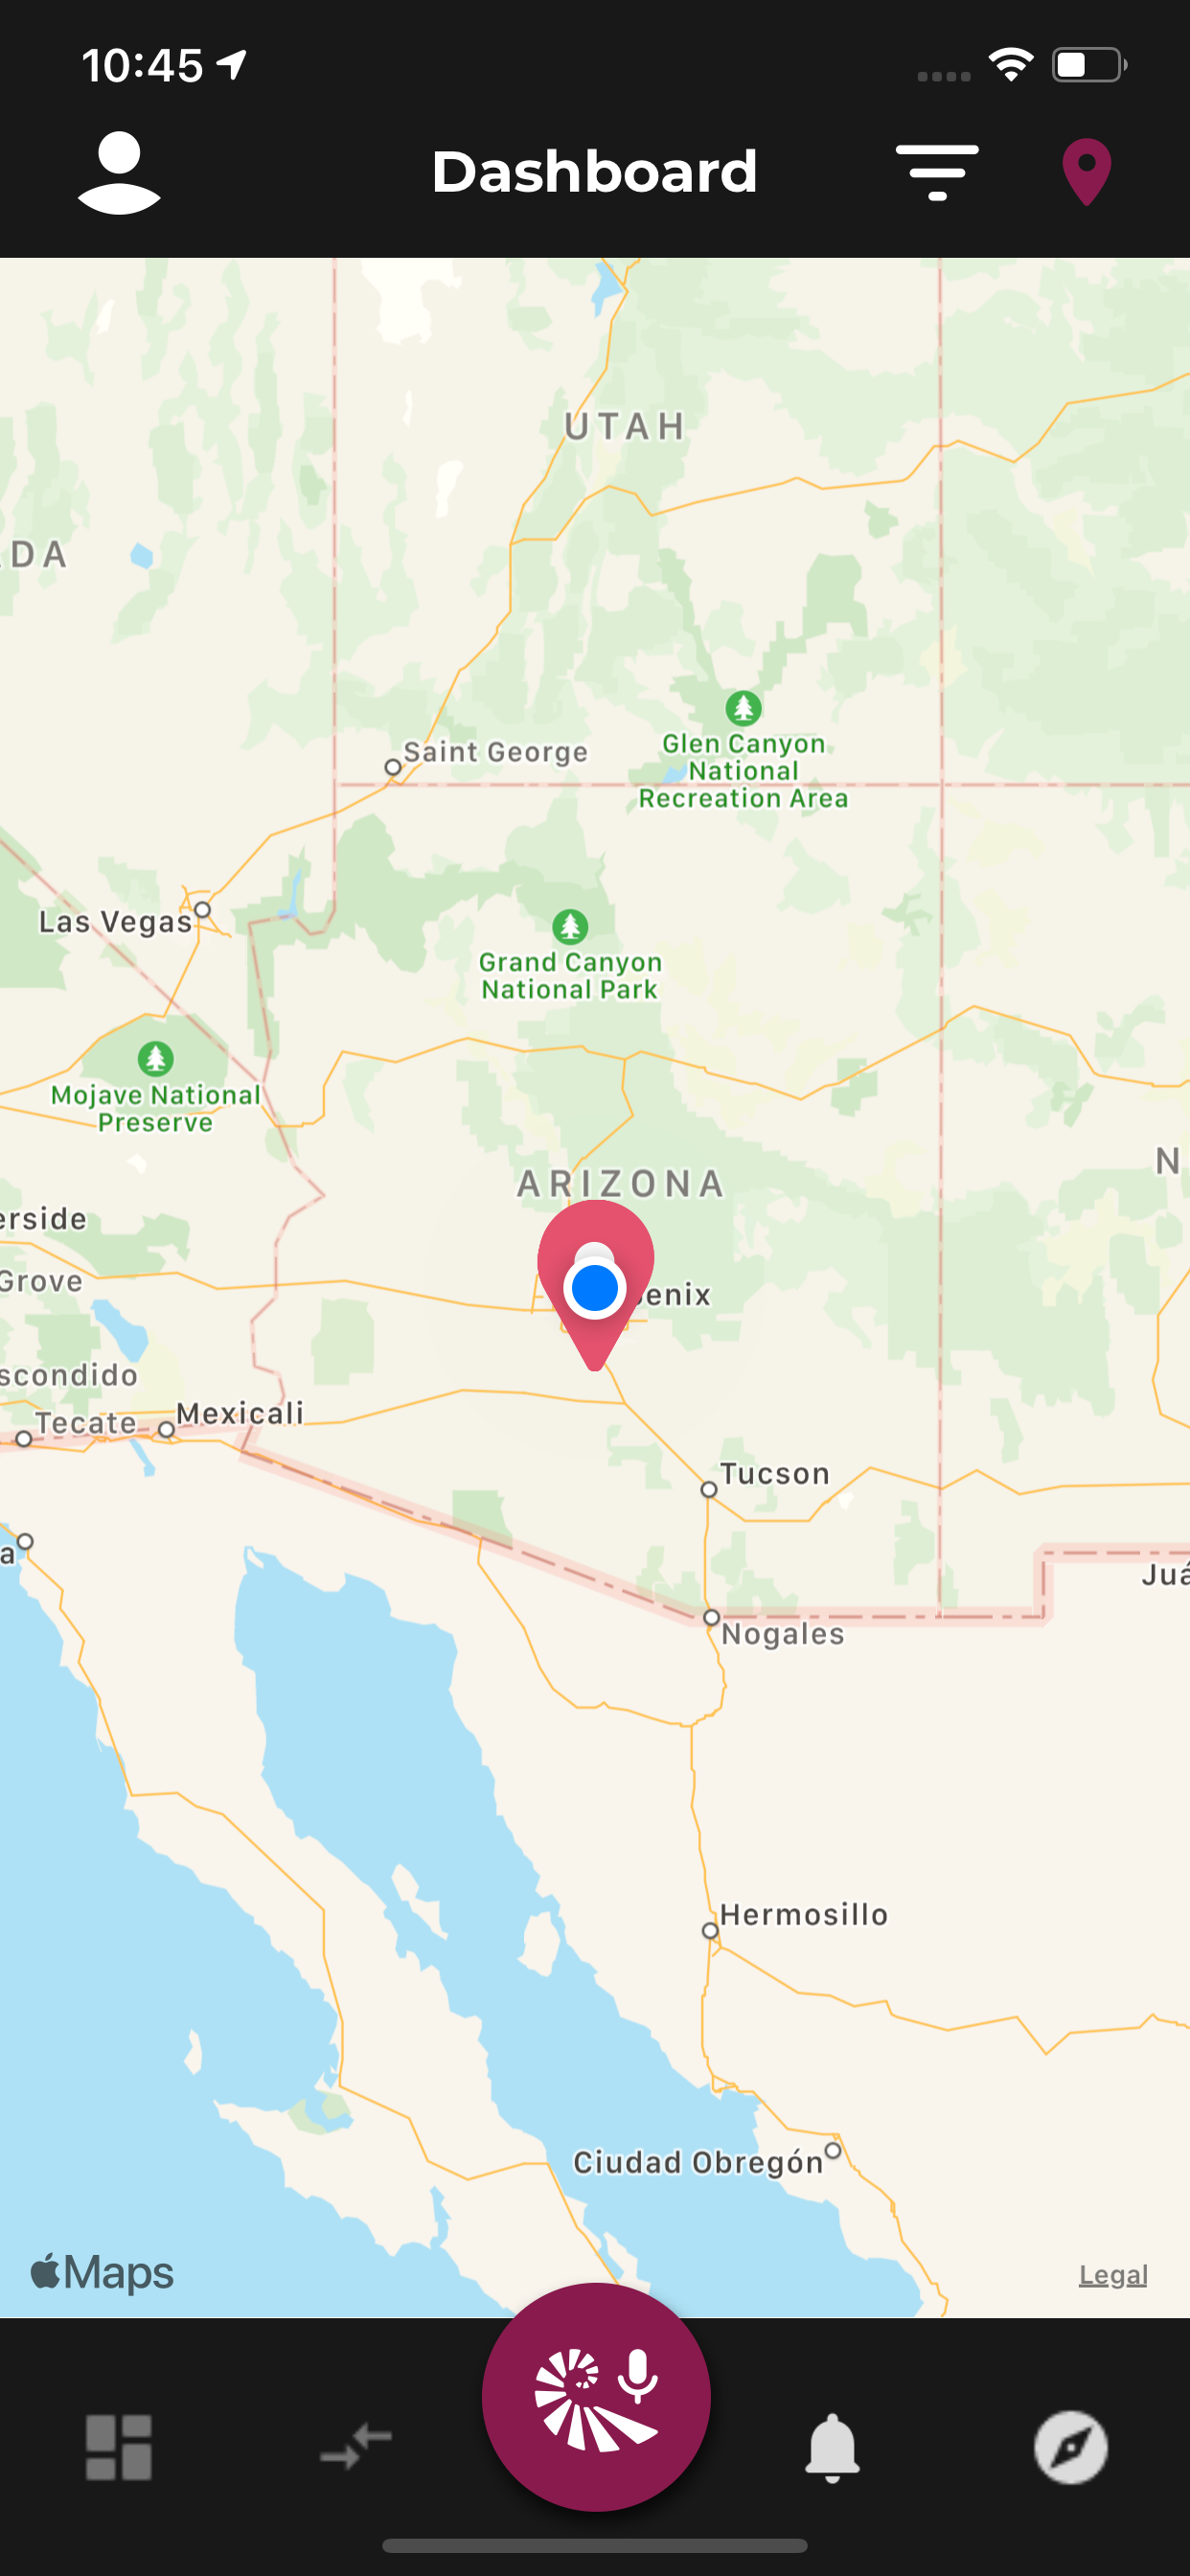 10:45
Dashboard
UTAH
DA
Saint George
Glen Canyon
National
Recreation Area
Las Vegas
Grand Canyon
National Park
Mojave National
Preserve
ARIZONA
N
erside
Grove
enix
scondido
Mexicali
Tecate
Tucson
a
Juá
Nogales
Hermosillo
Ciudad Obregón
Maps
Legal